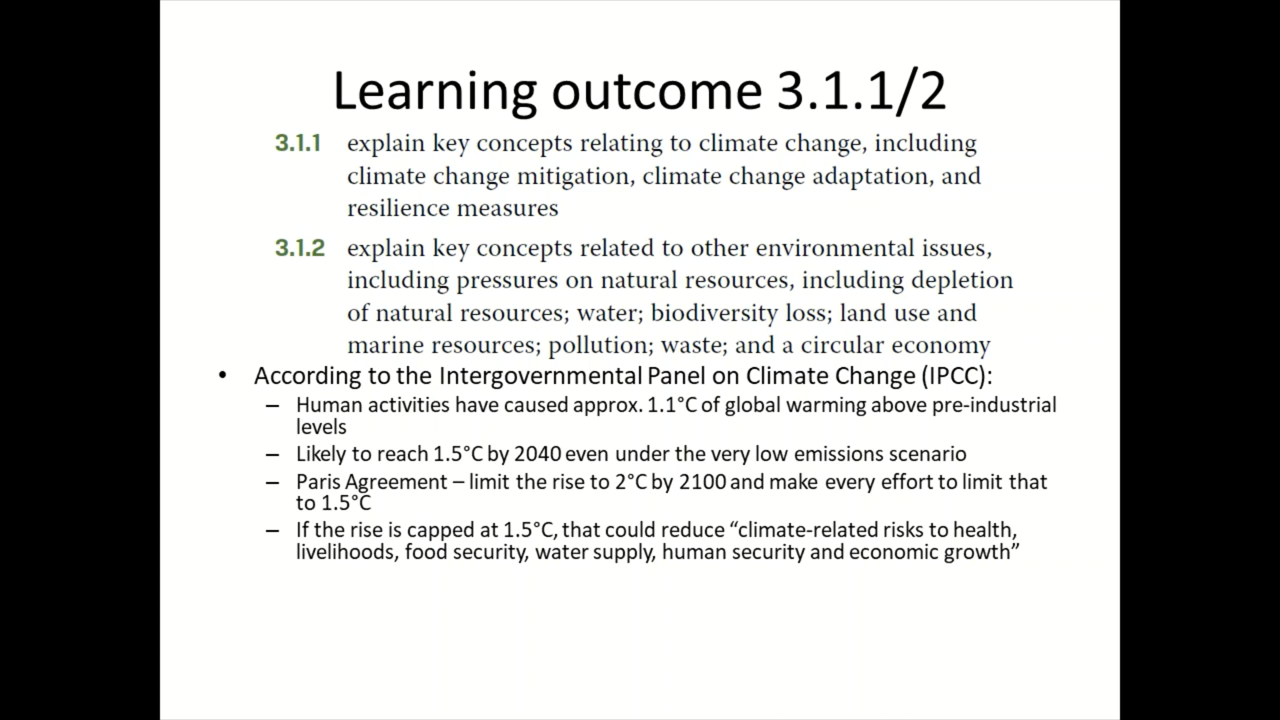 Learning outcome 3.1.1/2
3.1.1 explain key concepts relating to climate change, including
climate change mitigation, climate change adaptation, and
resilience measures
3.1.2 explain key concepts related to other environmental issues,
including pressures on natural resources, including depletion
of natural resources; water; biodiversity loss; land use and
marine resources; pollution; waste; and a circular economy
• According to the Intergovernmental Panel on Climate Change (IPCC):
– Human activities have caused approx. 1.1°C of global warming above pre-industrial
levels
– Likely to reach 1.5°C by 2040 even under the very low emissions scenario
– Paris Agreement – limit the rise to 2°C by 2100 and make every effort to limit that
to 1.5°C
– If the rise is capped at 1.5°C, that could reduce “climate-related risks to health,
livelihoods, food security, water supply, human security and economic growth”